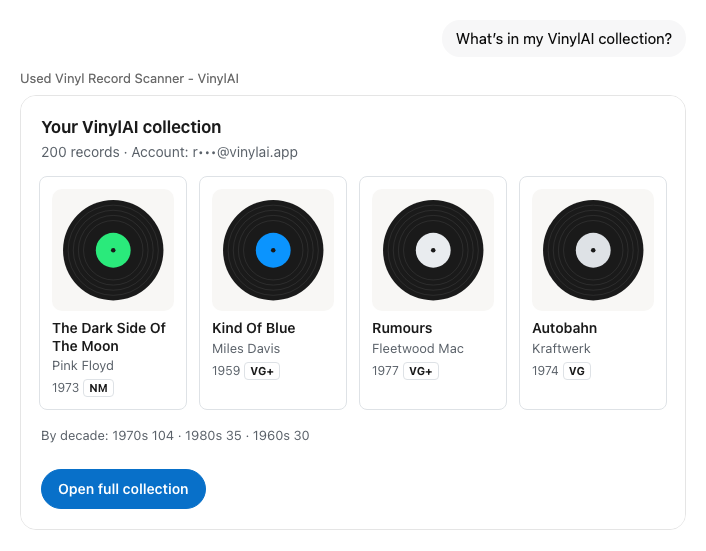 What's in my VinylAI collection?
Used Vinyl Record Scanner - VinylAI
Your VinylAI collection
200 records · Account: r•••@vinylai.app
The Dark Side Of
The Moon
Pink Floyd
1973 NM
Kind Of Blue
Miles Davis
1959 VG+
Rumours
Fleetwood Mac
1977 VG+
Autobahn
Kraftwerk
1974 VG
By decade: 1970s 104 · 1980s 35 · 1960s 30
Open full collection